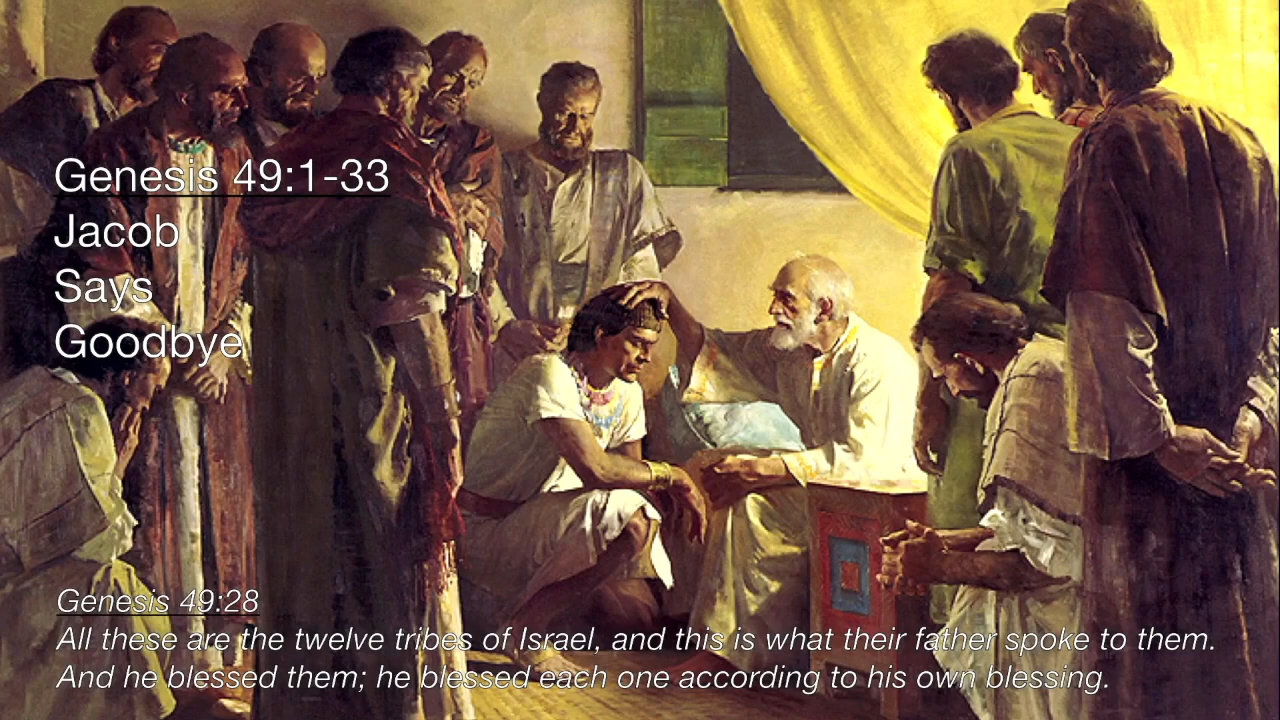 Genesis 49:1-33
Jacob
Says
Goodbye
Genesis 49:28
All these are the twelve tribes of Israel, and this is what their father spoke to them.
And he blessed them; he blessed each one according to his own blessing.